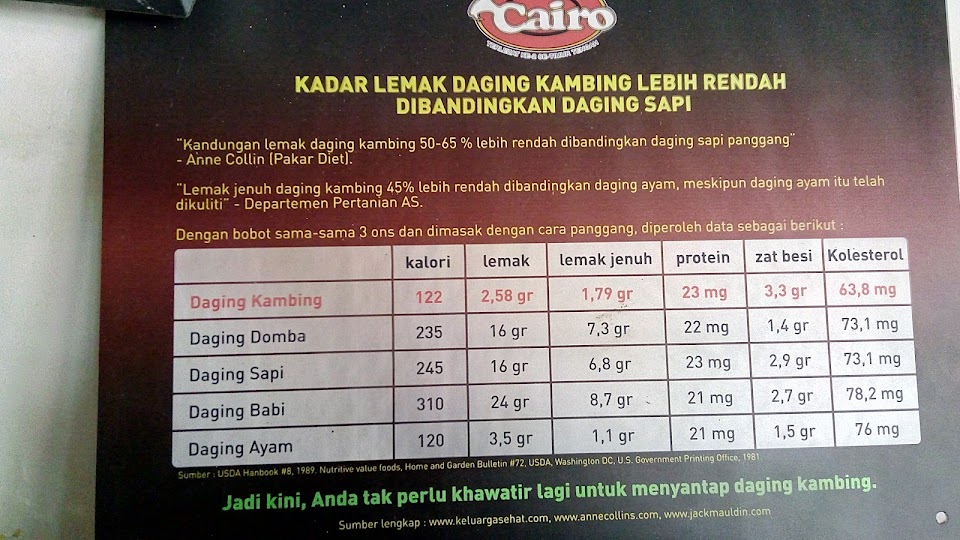 Cairo
TERLEZAT KE-2 SE-TIMUR TENGAH
KADAR LEMAK DAGING KAMBING LEBIH RENDAH
DIBANDINGKAN DAGING SAPI
"Kandungan lemak daging kambing 50-65 % lebih rendah dibandingkan daging sapi panggang"
- Anne Collin (Pakar Diet).
"Lemak jenuh daging kambing 45% lebih rendah dibandingkan daging ayam, meskipun daging ayam itu telah
dikuliti" - Departemen Pertanian AS.
Dengan bobot sama-sama 3 ons dan dimasak dengan cara panggang, diperoleh data sebagai berikut :
kalori lemak lemak jenuh protein zat besi Kolesterol
Daging Kambing 122 2,58 gr 1,79 gr 23 mg 3,3 gr 63,8 mg
Daging Domba 235 16 gr 7,3 gr 22 mg 1,4 gr 73,1 mg
Daging Sapi 245 16 gr 6,8 gr 23 mg 2,9 gr 73,1 mg
Daging Babi 310 24 gr 8,7 gr 21 mg 2,7 gr 78,2 mg
Daging Ayam 120 3,5 gr 1,1 gr 21 mg 1,5 gr 76 mg
Sumber : USDA Hanbook #8, 1989. Nutritive value foods, Home and Garden Bulletin #72, USDA, Washington DC, U.S. Government Printing Office, 1981.
Jadi kini, Anda tak perlu khawatir lagi untuk menyantap daging kambing.
Sumber lengkap : www.keluargasehat.com, www.annecollins.com, www.jackmauldin.com